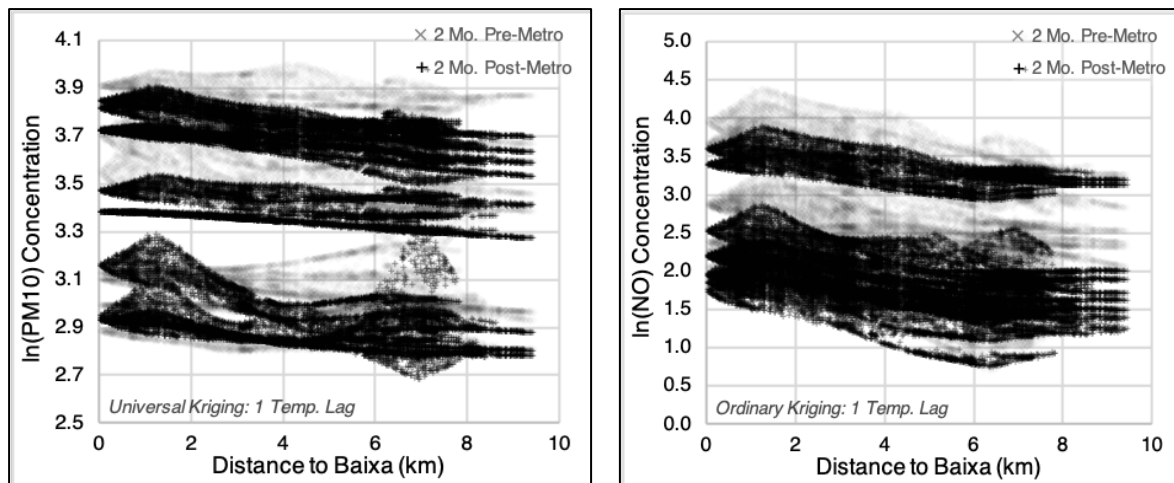 4.1
3.9
3.7
3.5
3.3
3.1
2.9
2.7
2.5
ln(PM10) Concentration
× 2 Mo. Pre-Metro
+ 2 Mo. Post-Metro
Universal Kriging: 1 Temp. Lag
0 2 4 6 8 10
Distance to Baixa (km)
5.0
4.5
4.0
3.5
3.0
2.5
2.0
1.5
1.0
0.5
0.0
ln(NO) Concentration
× 2 Mo. Pre-Metro
+ 2 Mo. Post-Metro
Ordinary Kriging: 1 Temp. Lag
0 2 4 6 8 10
Distance to Baixa (km)